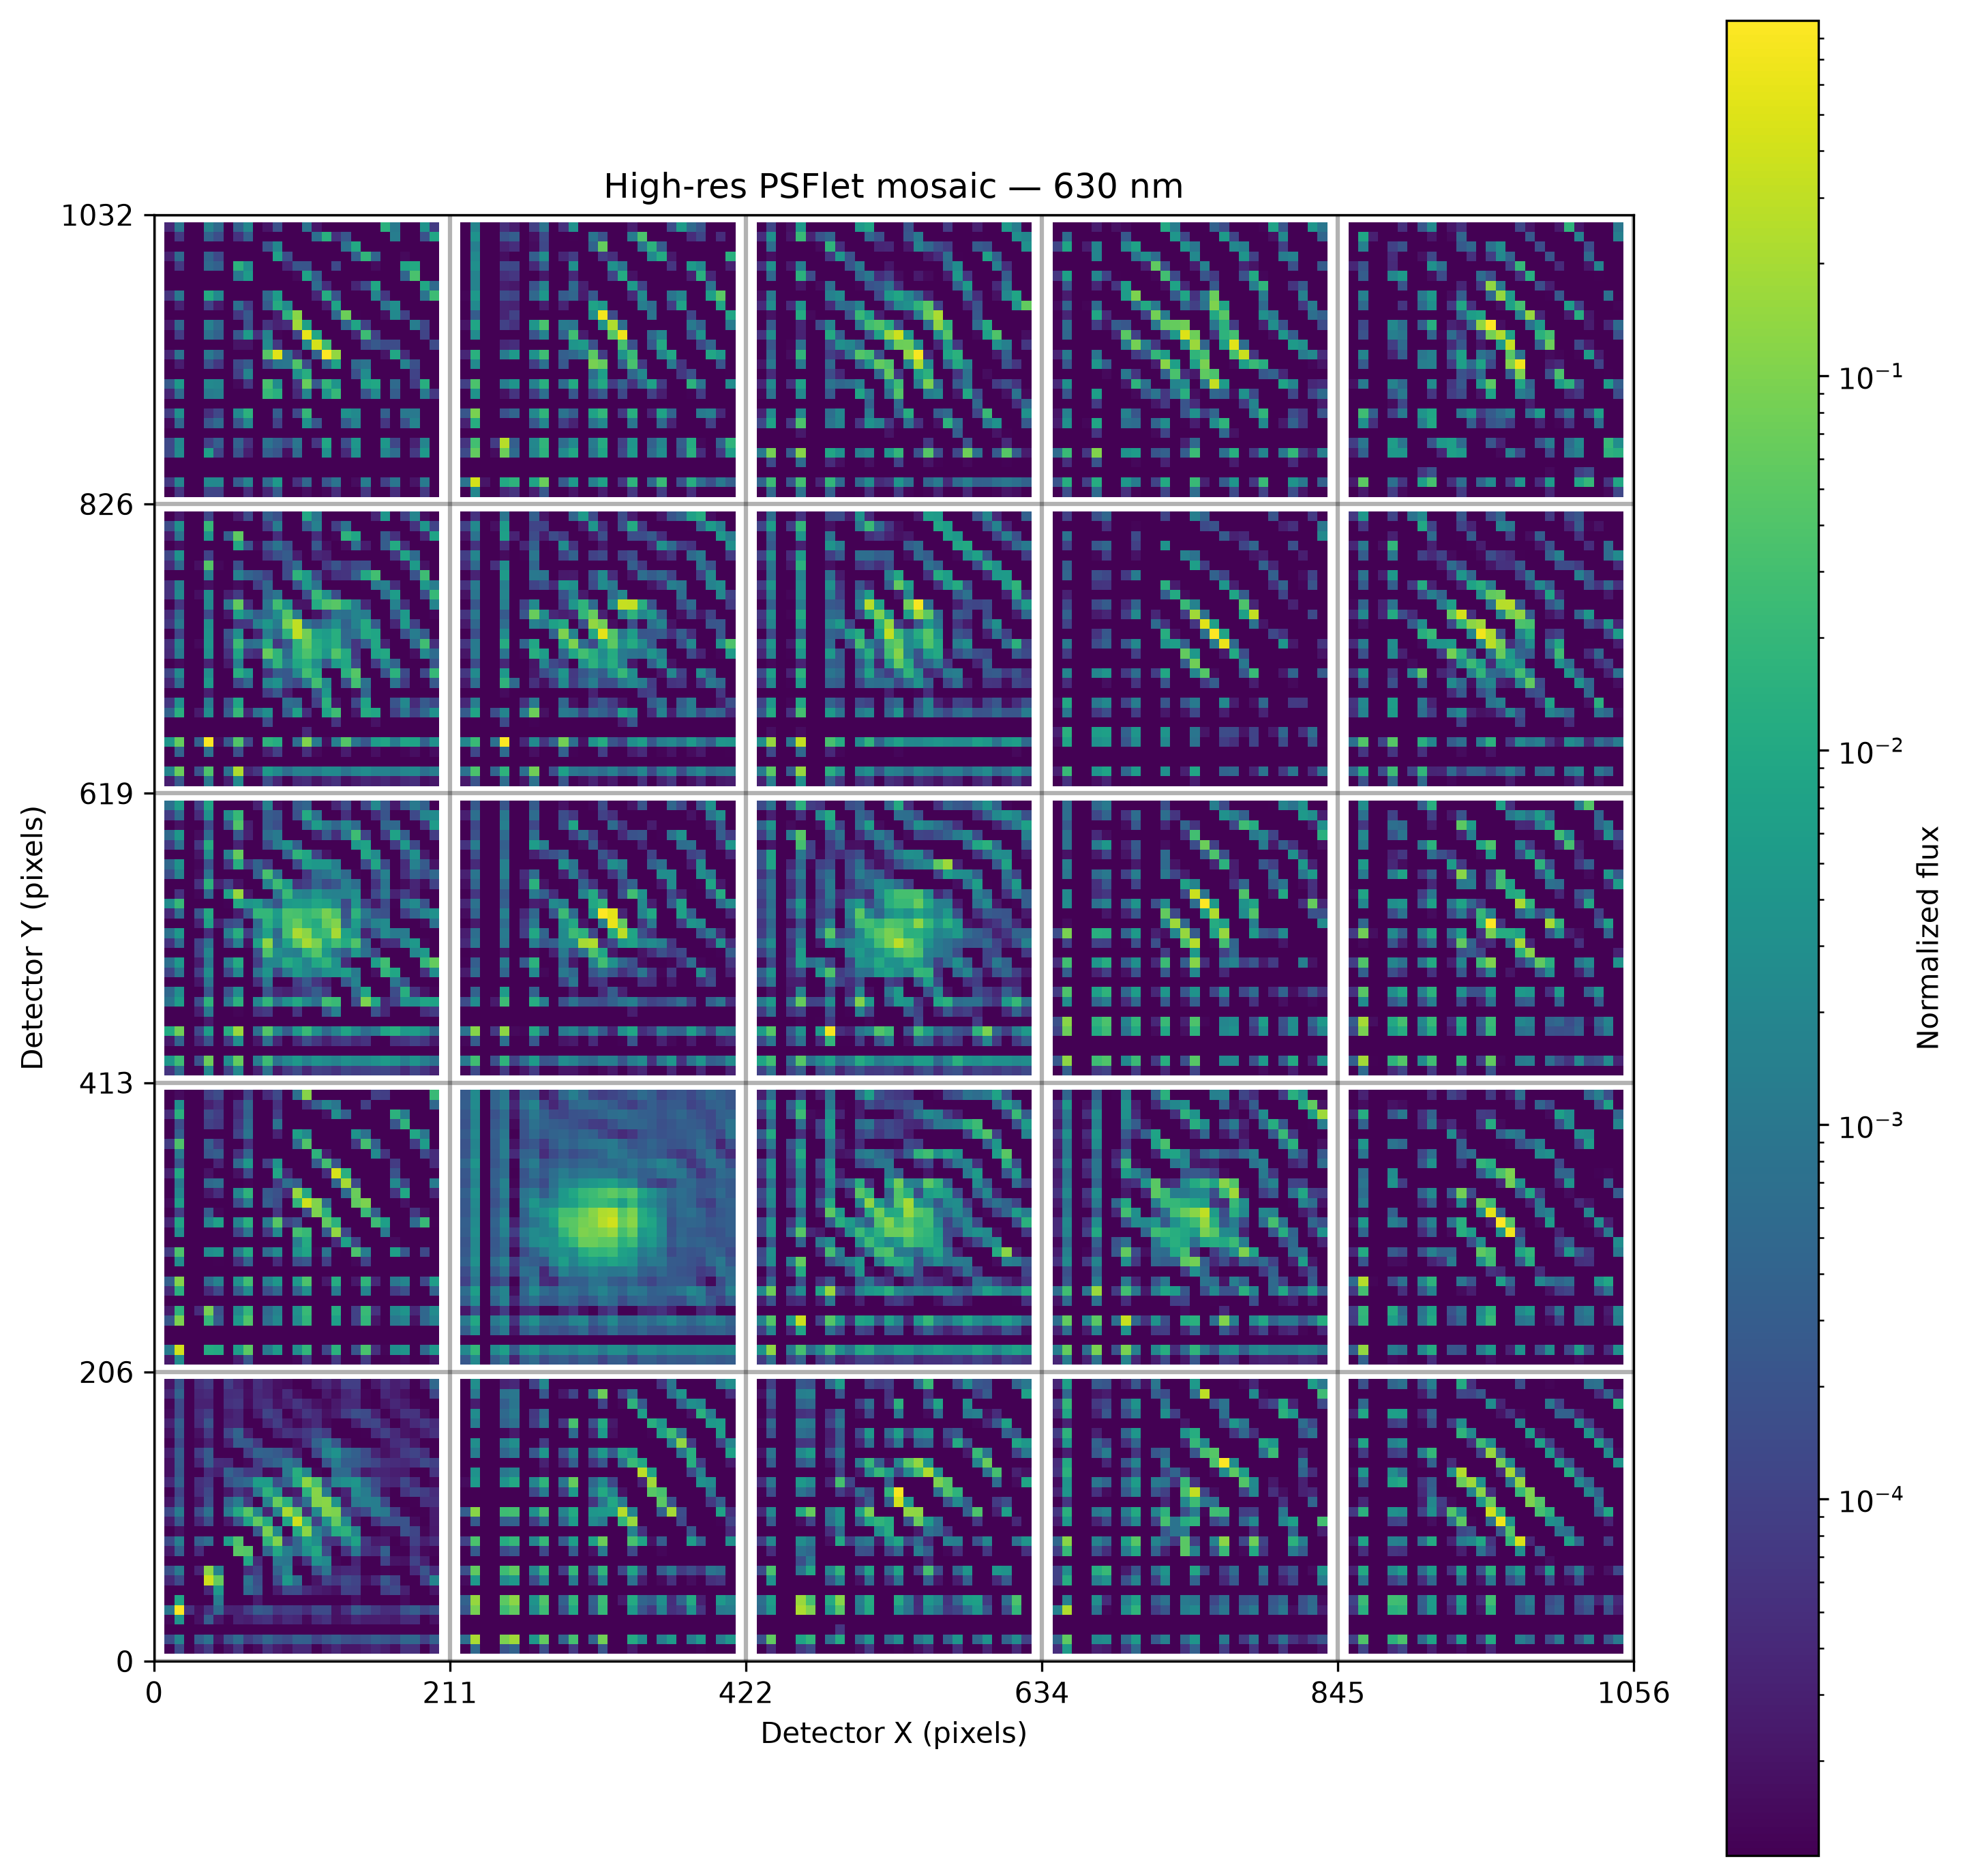 High-res PSFlet mosaic — 630 nm
1032
826
619
413
206
0
Detector Y (pixels)
0 211 422 634 845 1056
Detector X (pixels)
10⁻¹
10⁻²
10⁻³
10⁻⁴
Normalized flux